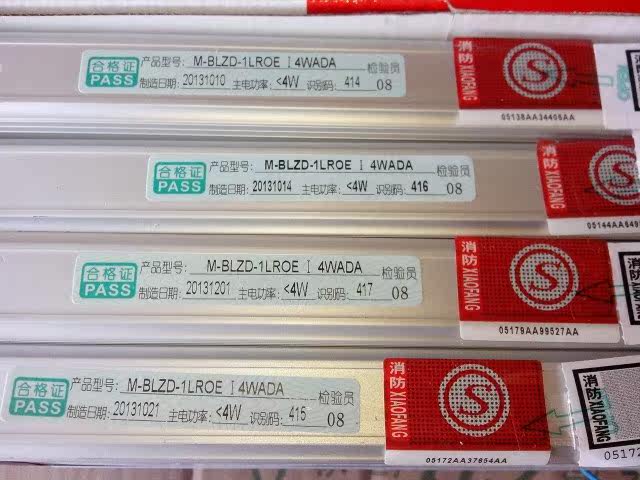 合格证 PASS
产品型号: M-BLZD-1LROE Ⅰ 4WADA 检验员
制造日期: 20131010 主电功率: <4W 识别码: 414 08
消防 XIAOFANG
S
05138AA34406AA
合格证 PASS
产品型号: M-BLZD-1LROE Ⅰ 4WADA 检验员
制造日期: 20131014 主电功率: <4W 识别码: 416 08
消防 XIAOFANG
S
合格证 PASS
产品型号: M-BLZD-1LROE Ⅰ 4WADA 检验员
制造日期: 20131201 主电功率: <4W 识别码: 417 08
消防 XIAOFANG
S
05179AA99527AA
合格证 PASS
产品型号: M-BLZD-1LROE Ⅰ 4WADA 检验员
制造日期: 20131021 主电功率: <4W 识别码: 415 08
消防 XIAOFANG
S
05172AA37654AA
消防 XIAOFANG
05172